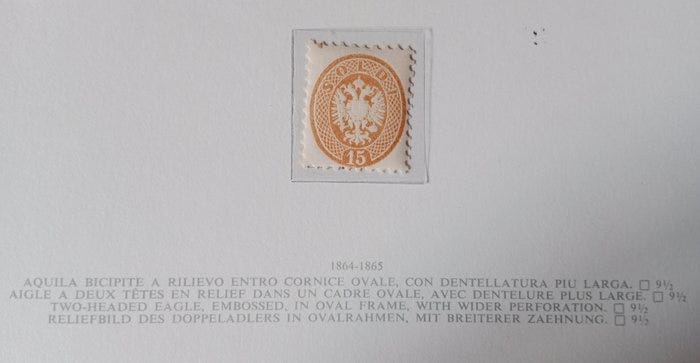 SOLDI
15
1864-1865
AQUILA BICIPITE A RILIEVO ENTRO CORNICE OVALE, CON DENTELLATURA PIU LARGA. □ 9½
AIGLE A DEUX TÊTES EN RELIEF DANS UN CADRE OVALE, AVEC DENTELURE PLUS LARGE. □ 9½
TWO-HEADED EAGLE, EMBOSSED, IN OVAL FRAME, WITH WIDER PERFORATION. □ 9½
RELIEFBILD DES DOPPELADLERS IN OVALRAHMEN, MIT BREITERER ZAEHNUNG. □ 9½